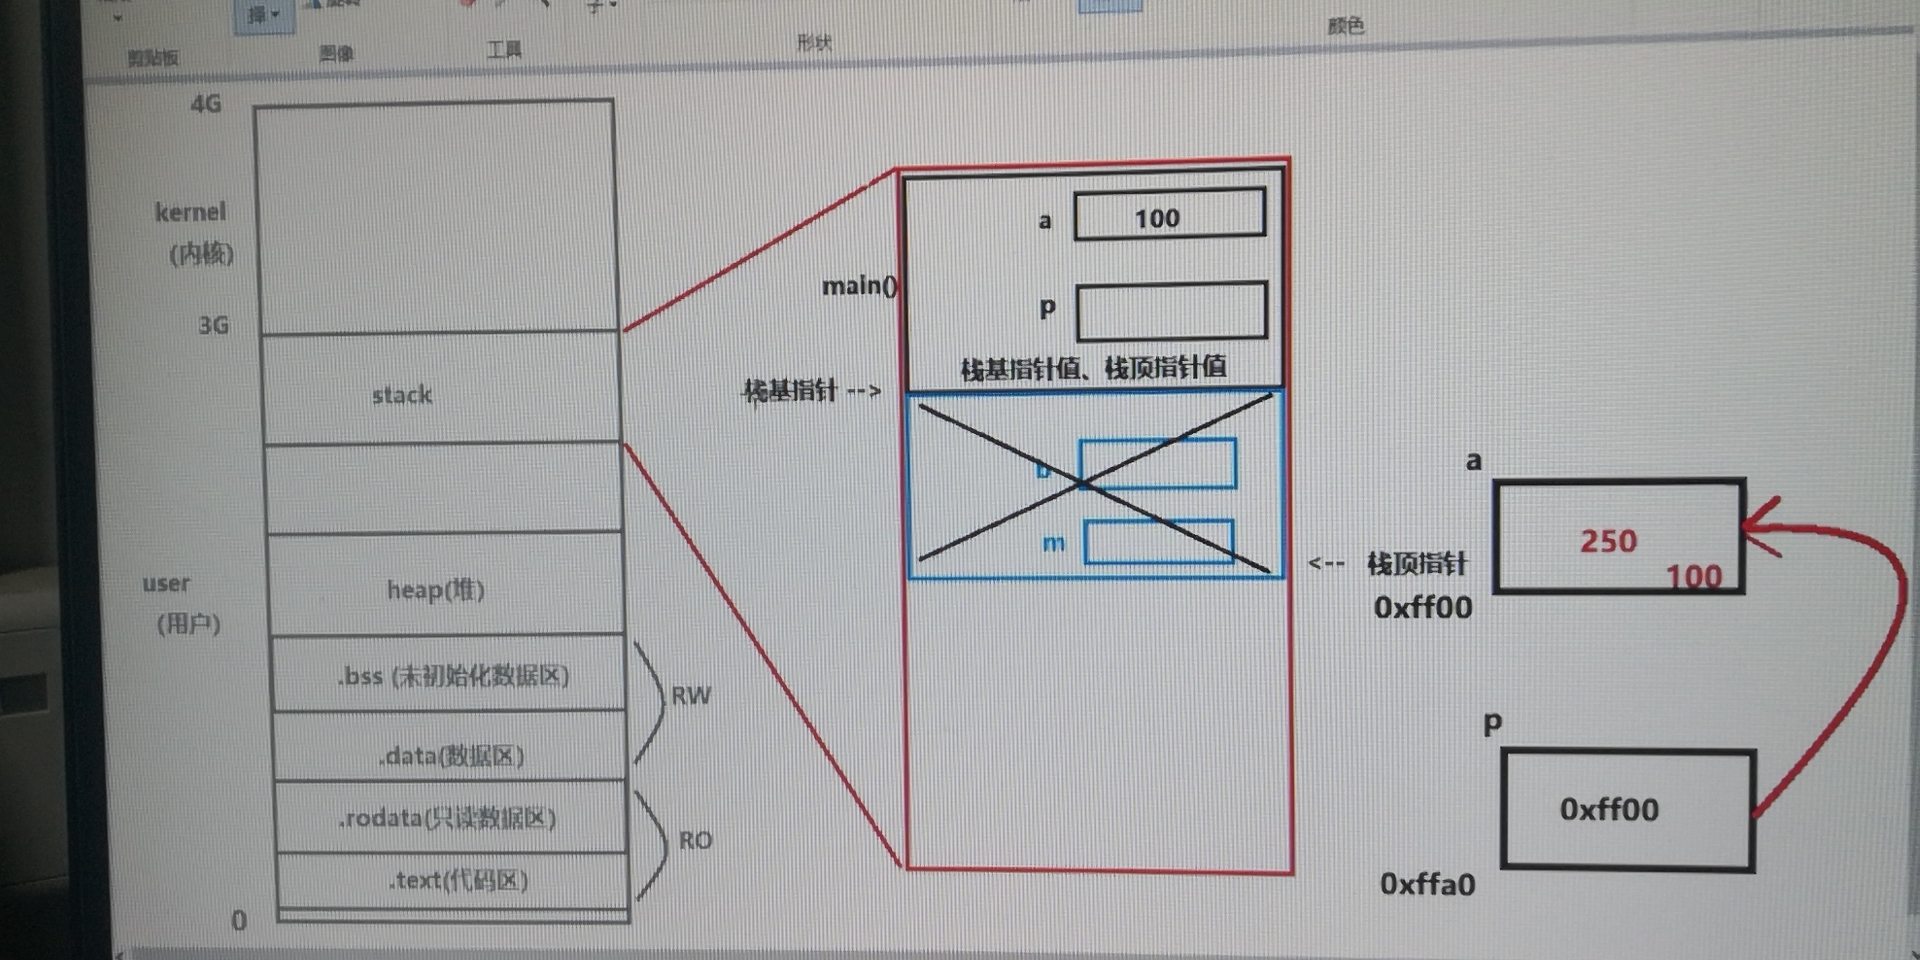 择
剪贴板
图像
工具
形状
颜色
4G
kernel
(内核)
3G
stack
user
(用户)
heap(堆)
.bss (未初始化数据区)
RW
.data(数据区)
.rodata(只读数据区)
RO
.text(代码区)
0
main()
a
100
p
栈基指针值、栈顶指针值
栈基指针 -->
b
m
<-- 栈顶指针
a
250
100
0xff00
p
0xff00
0xffa0